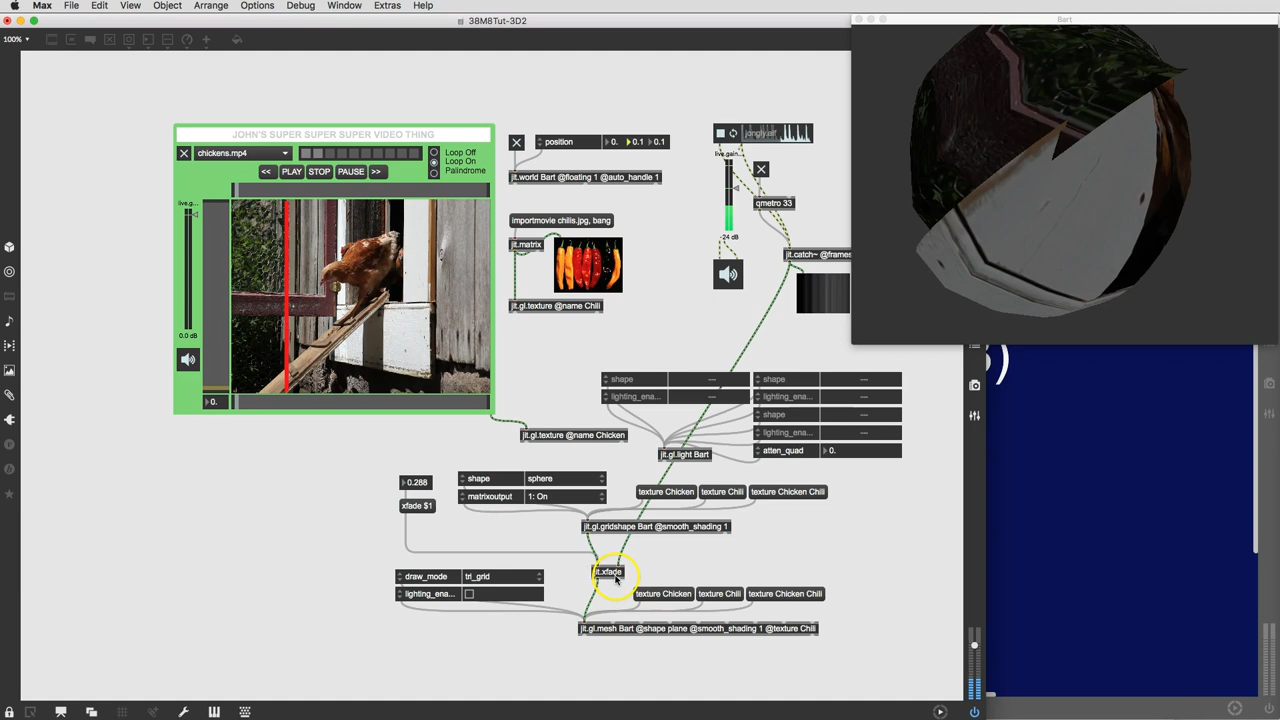 Max File Edit View Object Arrange Options Debug Window Extras Help
38M8Tut-3D2
Bart
100%
JOHN'S SUPER SUPER SUPER VIDEO THING
chickens.mp4
Loop Off
Loop On
Palindrome
<< PLAY STOP PAUSE >>
live.g...
0.0 dB
0.
position 0. 0.1 0.1
jit.world Bart @floating 1 @auto_handle 1
importmovie chilis.jpg, bang
jit.matrix
jit.gl.texture @name Chili
jongly.aif
live.gain...
qmetro 33
-24 dB
jit.catch~ @frames
jit.gl.texture @name Chicken
shape ---
lighting_ena... ---
shape ---
lighting_ena... ---
shape ---
lighting_ena... ---
atten_quad 0.
jit.gl.light Bart
0.288
xfade $1
shape sphere
matrixoutput 1: On
texture Chicken texture Chili texture Chicken Chili
jit.gl.gridshape Bart @smooth_shading 1
jit.xfade
draw_mode tri_grid
lighting_ena...
texture Chicken texture Chili texture Chicken Chili
jit.gl.mesh Bart @shape plane @smooth_shading 1 @texture Chili